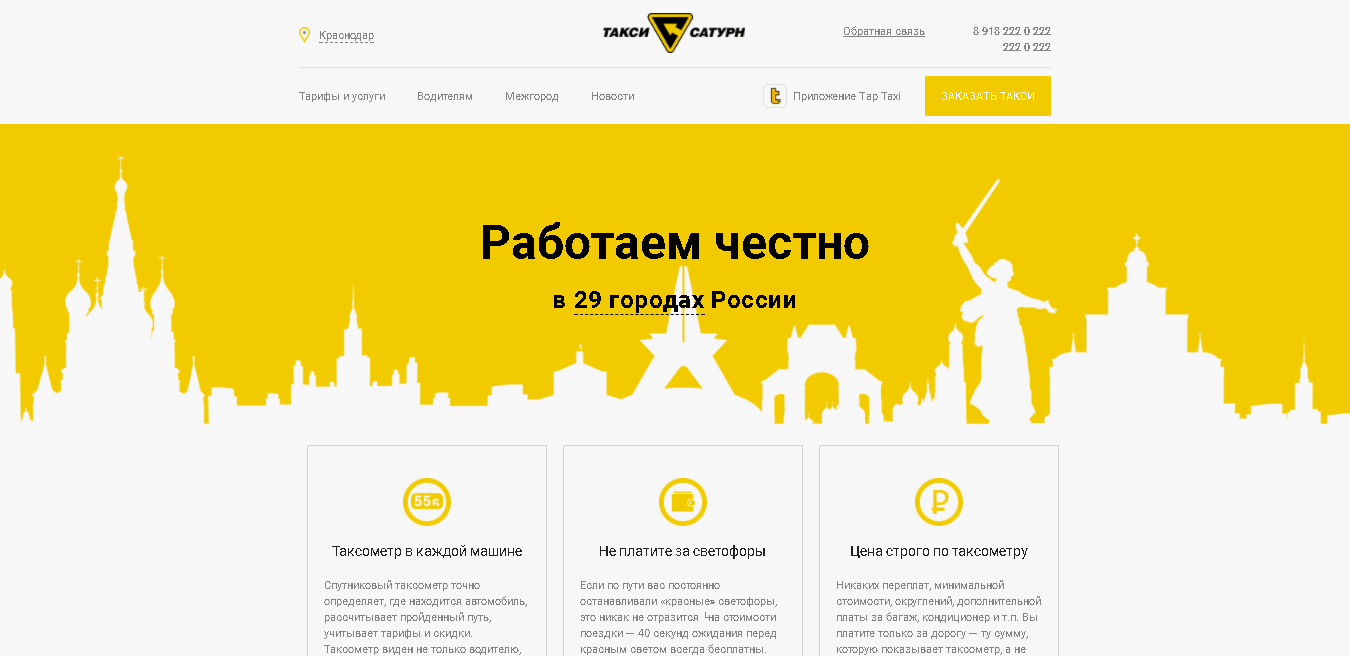 Краснодар
ТАКСИ САТУРН
Обратная связь
8 918 222 0 222
222 0 222
Тарифы и услуги
Водителям
Межгород
Новости
Приложение Tap Taxi
ЗАКАЗАТЬ ТАКСИ
Работаем честно
в 29 городах России
55
Таксометр в каждой машине
Спутниковый таксометр точно
определяет, где находится автомобиль,
рассчитывает пройденный путь,
учитывает тарифы и скидки.
Таксометр виден не только водителю,
Не платите за светофоры
Если по пути вас постоянно
останавливали «красные» светофоры,
это никак не отразится на стоимости
поездки — 40 секунд ожидания перед
красным светом всегда бесплатны.
Цена строго по таксометру
Никаких переплат, минимальной
стоимости, округлений, дополнительной
платы за багаж, кондиционер и т.п. Вы
платите только за дорогу — ту сумму,
которую показывает таксометр, а не